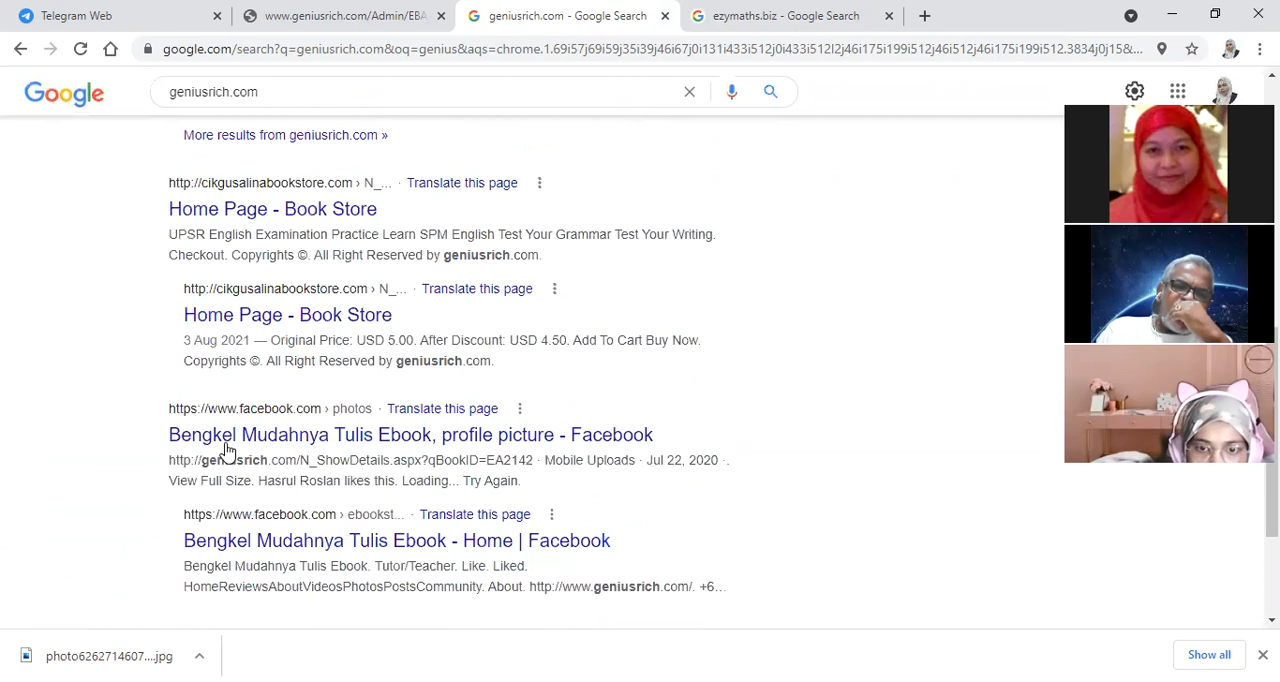 Telegram Web
www.geniusrich.com/Admin/EBA
geniusrich.com - Google Search
ezymaths.biz - Google Search
google.com/search?q=geniusrich.com&oq=genius&aqs=chrome.1.69i57j69i59j35i39j46i67j0i131i433i512j0i433i512l2j46i175i199i512j46i512j46i175i199i512.3834j0j15&...
Google
geniusrich.com
More results from geniusrich.com »
http://cikgusalinabookstore.com › N_... · Translate this page
Home Page - Book Store
UPSR English Examination Practice Learn SPM English Test Your Grammar Test Your Writing.
Checkout. Copyrights ©. All Right Reserved by geniusrich.com.
http://cikgusalinabookstore.com › N_... · Translate this page
Home Page - Book Store
3 Aug 2021 — Original Price: USD 5.00. After Discount: USD 4.50. Add To Cart Buy Now.
Copyrights ©. All Right Reserved by geniusrich.com.
https://www.facebook.com › photos · Translate this page
Bengkel Mudahnya Tulis Ebook, profile picture - Facebook
http://geniusrich.com/N_ShowDetails.aspx?qBookID=EA2142 · Mobile Uploads · Jul 22, 2020 ·.
View Full Size. Hasrul Roslan likes this. Loading... Try Again.
https://www.facebook.com › ebookst... · Translate this page
Bengkel Mudahnya Tulis Ebook - Home | Facebook
Bengkel Mudahnya Tulis Ebook. Tutor/Teacher. Like. Liked.
HomeReviewsAboutVideosPhotosPostsCommunity. About. http://www.geniusrich.com/. +6...
photo6262714607....jpg
Show all